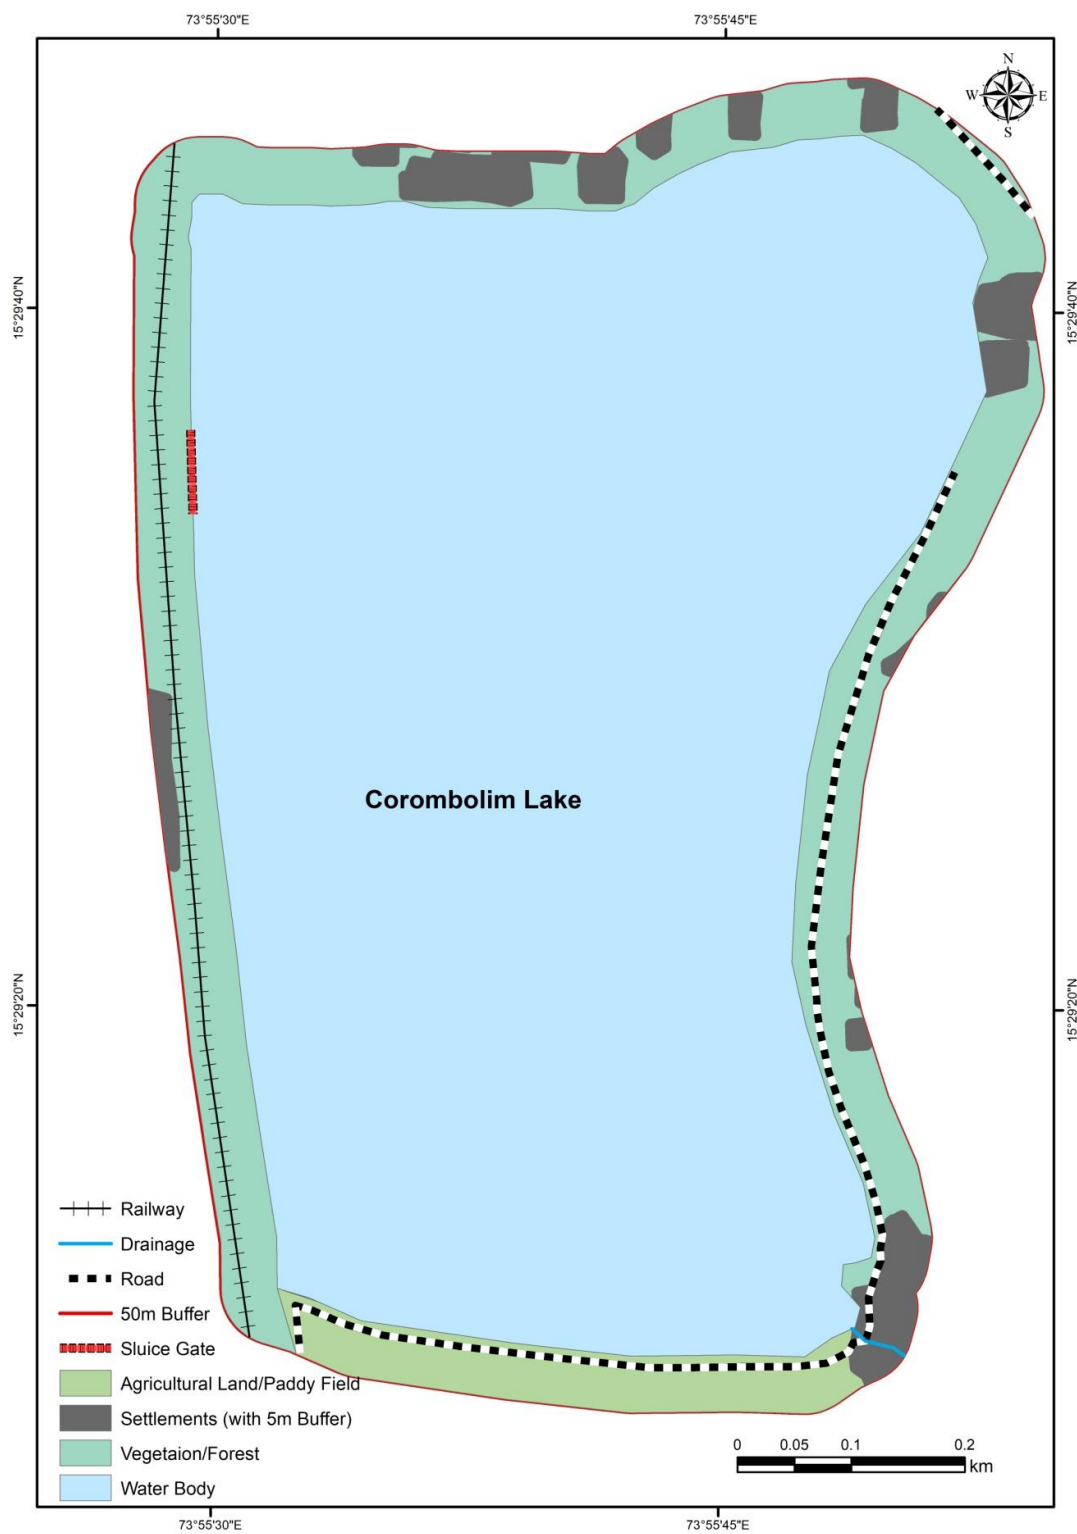 73°55'30"E 73°55'45"E
N
W E
S
15°29'40"N 15°29'40"N
Corombolim Lake
15°29'20"N 15°29'20"N
Railway
Drainage
Road
50m Buffer
Sluice Gate
Agricultural Land/Paddy Field
Settlements (with 5m Buffer)
Vegetaion/Forest
Water Body
0 0.05 0.1 0.2
km
73°55'30"E 73°55'45"E